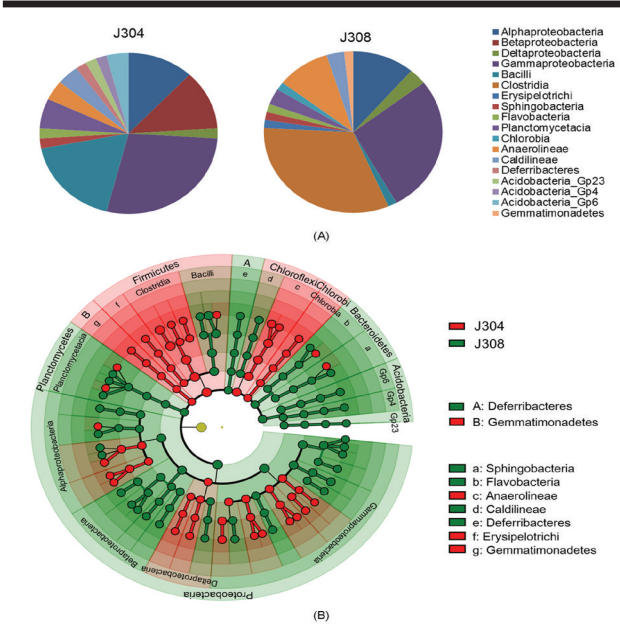 J304
J308
Alphaproteobacteria
Betaproteobacteria
Deltaproteobacteria
Gammaproteobacteria
Bacilli
Clostridia
Erysipelotrichi
Sphingobacteria
Flavobacteria
Planctomycetacia
Chlorobia
Anaerolineae
Caldilineae
Deferribacteres
Acidobacteria_Gp23
Acidobacteria_Gp4
Acidobacteria_Gp6
Gemmatimonadetes
(A)
Planctomycetes
Planctomycetacia
B
g
f
Firmicutes
Clostridia
Bacilli
A
e
d
Chloroflexi
c
Chlorobi
Chlorobia
b
Bacteroidetes
a
Acidobacteria
Gp6
Gp4
Gp23
Alphaproteobacteria
Betaproteobacteria
Deltaproteobacteria
Gammaproteobacteria
Proteobacteria
J304
J308
A: Deferribacteres
B: Gemmatimonadetes
a: Sphingobacteria
b: Flavobacteria
c: Anaerolineae
d: Caldilineae
e: Deferribacteres
f: Erysipelotrichi
g: Gemmatimonadetes
(B)